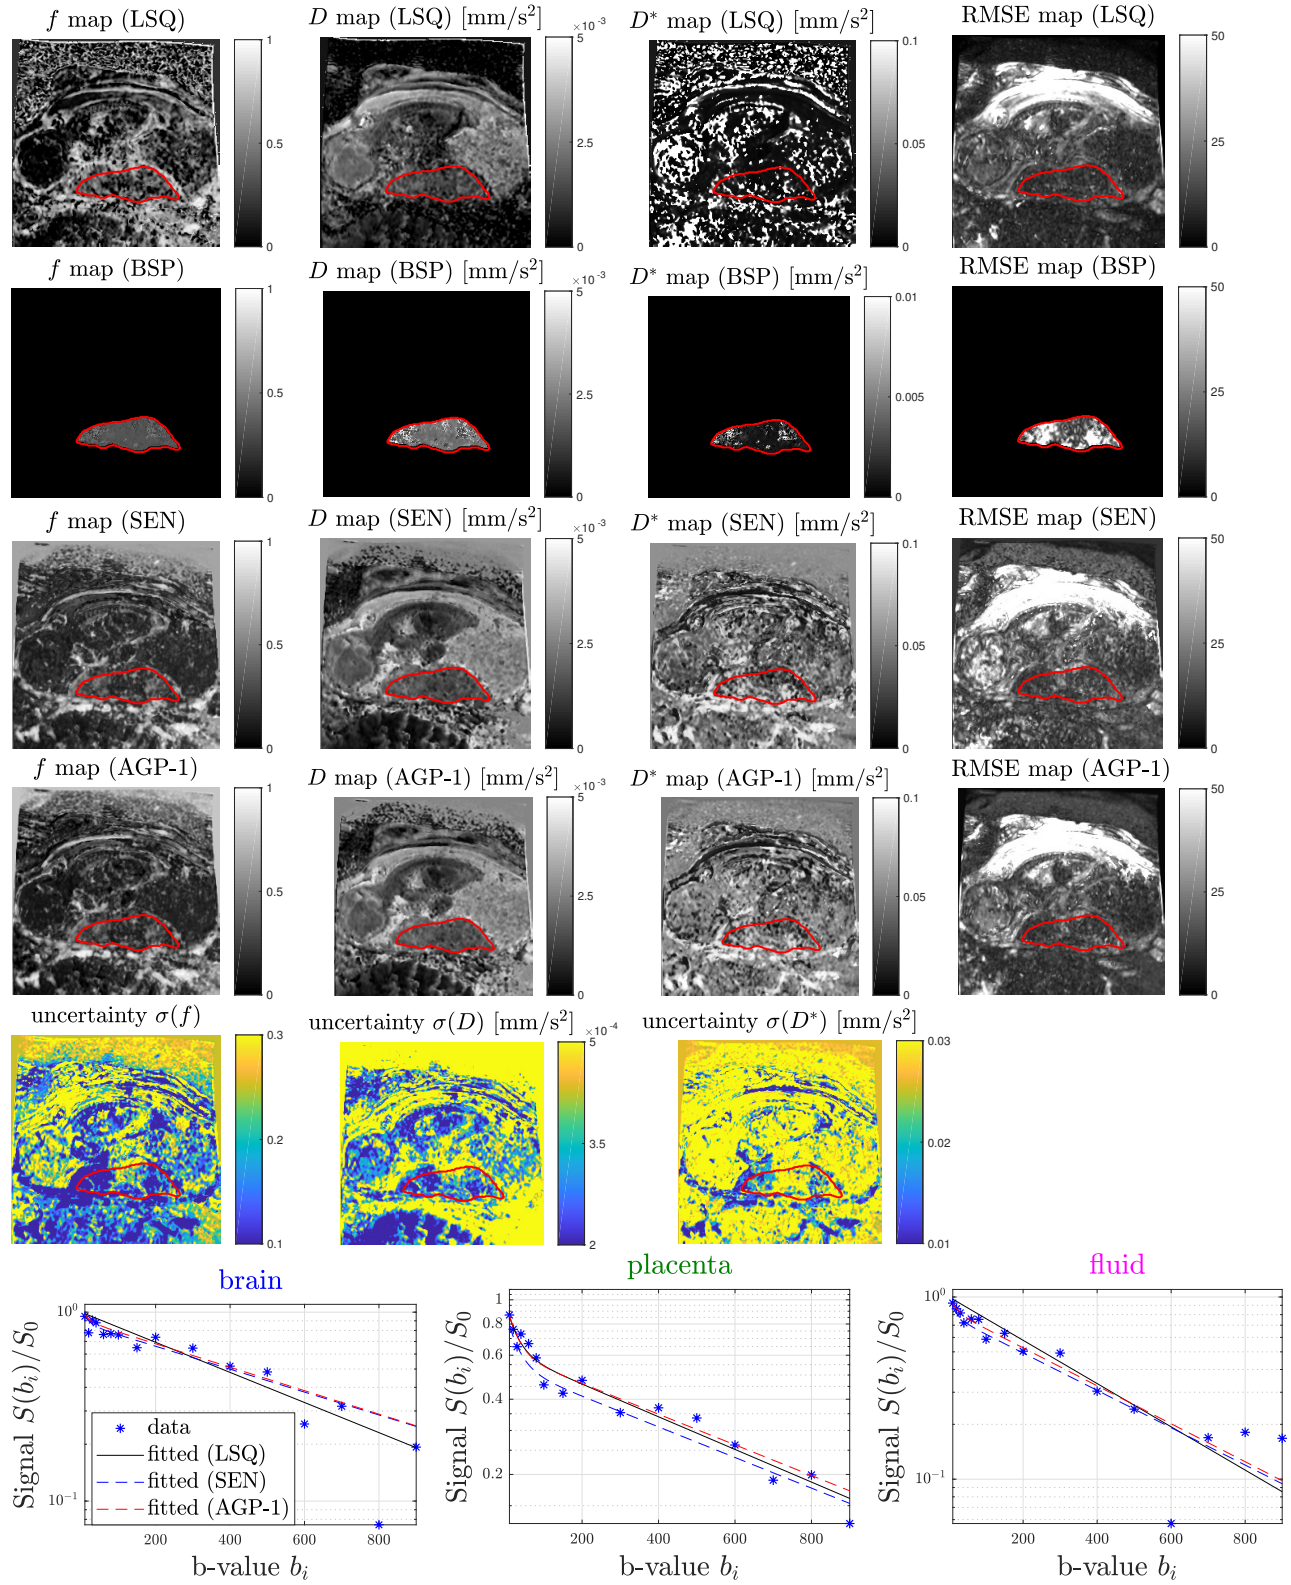 f map (LSQ)
D map (LSQ) [mm/s²]
D* map (LSQ) [mm/s²]
RMSE map (LSQ)
1
0.5
0
×10⁻³
5
2.5
0
0.1
0.05
0
50
25
0
f map (BSP)
D map (BSP) [mm/s²]
D* map (BSP) [mm/s²]
RMSE map (BSP)
1
0.5
0
×10⁻³
5
2.5
0
0.01
0.005
0
50
25
0
f map (SEN)
D map (SEN) [mm/s²]
D* map (SEN) [mm/s²]
RMSE map (SEN)
1
0.5
0
×10⁻³
5
2.5
0
0.1
0.05
0
50
25
0
f map (AGP-1)
D map (AGP-1) [mm/s²]
D* map (AGP-1) [mm/s²]
RMSE map (AGP-1)
1
0.5
0
×10⁻³
5
2.5
0
0.1
0.05
0
50
25
0
uncertainty σ(f)
uncertainty σ(D) [mm/s²]
uncertainty σ(D*) [mm/s²]
0.3
0.2
0.1
×10⁻⁴
5
3.5
2
0.03
0.02
0.01
brain
Signal S(bᵢ)/S₀
10⁰
10⁻¹
200
400
600
800
b-value bᵢ
data
fitted (LSQ)
fitted (SEN)
fitted (AGP-1)
placenta
Signal S(bᵢ)/S₀
1
0.8
0.6
0.4
0.2
200
400
600
800
b-value bᵢ
fluid
Signal S(bᵢ)/S₀
10⁰
10⁻¹
200
400
600
800
b-value bᵢ